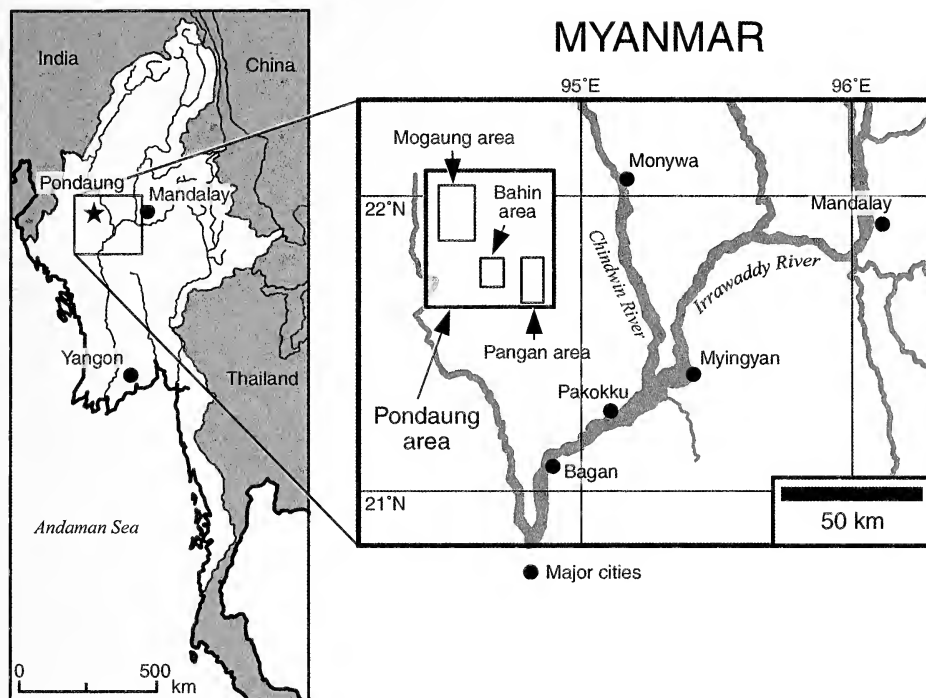 MYANMAR
India
China
Pondaung
Mandalay
Yangon
Thailand
Andaman Sea
0 500
km
95°E 96°E
Mogaung area
Monywa
Bahin
area
22°N
Mandalay
Chindwin River
Irrawaddy River
Pangan area
Myingyan
Pakokku
Pondaung
area
Bagan
21°N
50 km
Major cities